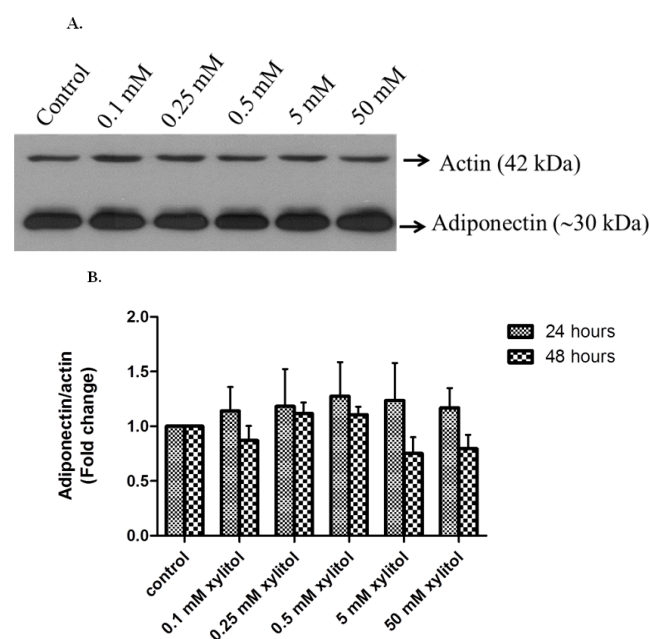 A.
Control
0.1 mM
0.25 mM
0.5 mM
5 mM
50 mM
Actin (42 kDa)
Adiponectin (~30 kDa)
B.
Adiponectin/actin
(Fold change)
2.0
1.5
1.0
0.5
0.0
24 hours
48 hours
control
0.1 mM xylitol
0.25 mM xylitol
0.5 mM xylitol
5 mM xylitol
50 mM xylitol